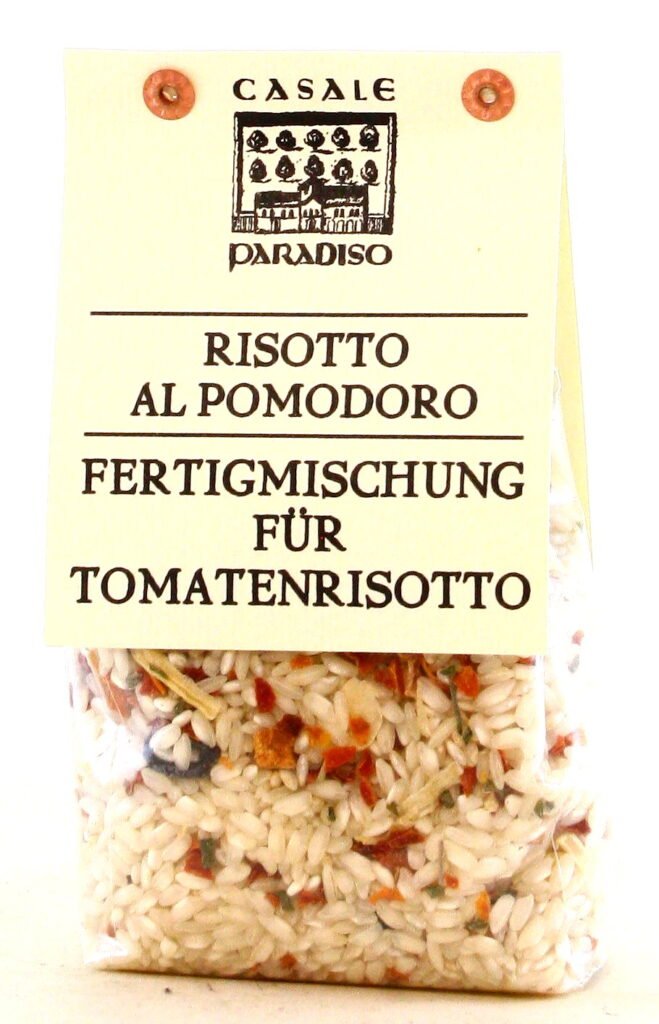 CASALE
PARADISO
RISOTTO
AL POMODORO
FERTIGMISCHUNG
FÜR
TOMATENRISOTTO